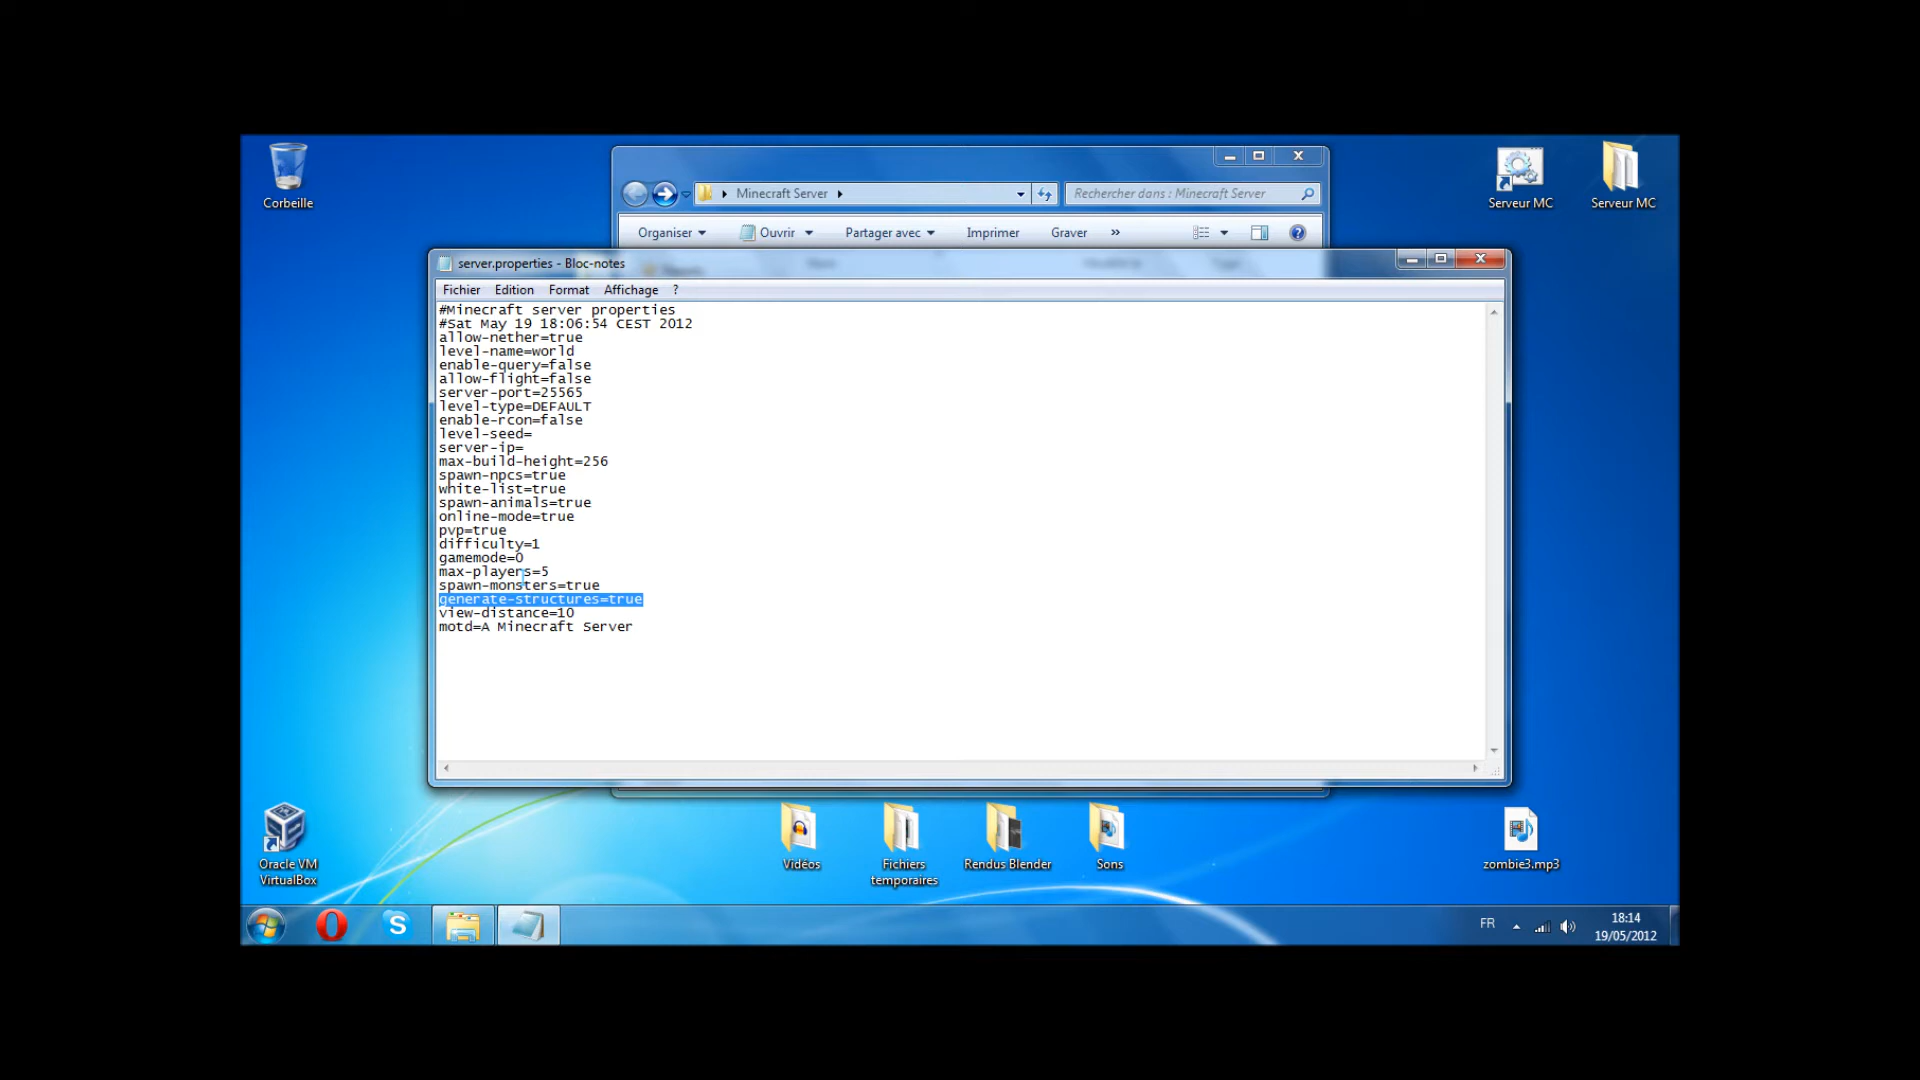 Corbeille
Serveur MC
Serveur MC
Minecraft Server
Rechercher dans : Minecraft Server
Organiser
Ouvrir
Partager avec
Imprimer
Graver
»
server.properties - Bloc-notes
Fichier Edition Format Affichage ?
#Minecraft server properties
#Sat May 19 18:06:54 CEST 2012
allow-nether=true
level-name=world
enable-query=false
allow-flight=false
server-port=25565
level-type=DEFAULT
enable-rcon=false
level-seed=
server-ip=
max-build-height=256
spawn-npcs=true
white-list=true
spawn-animals=true
online-mode=true
pvp=true
difficulty=1
gamemode=0
max-players=5
spawn-monsters=true
generate-structures=true
view-distance=10
motd=A Minecraft Server
Oracle VM
VirtualBox
Vidéos
Fichiers
temporaires
Rendus Blender
Sons
zombie3.mp3
FR
18:14
19/05/2012